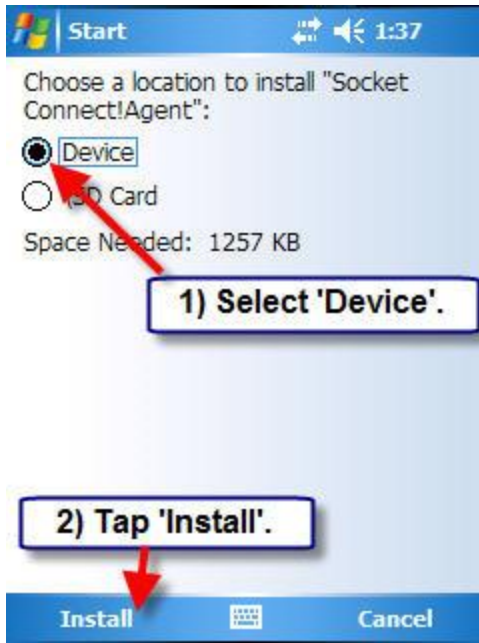 Start 1:37
Choose a location to install "Socket
Connect!Agent":
Device
SD Card
Space Needed: 1257 KB
1) Select 'Device'.
2) Tap 'Install'.
Install Cancel